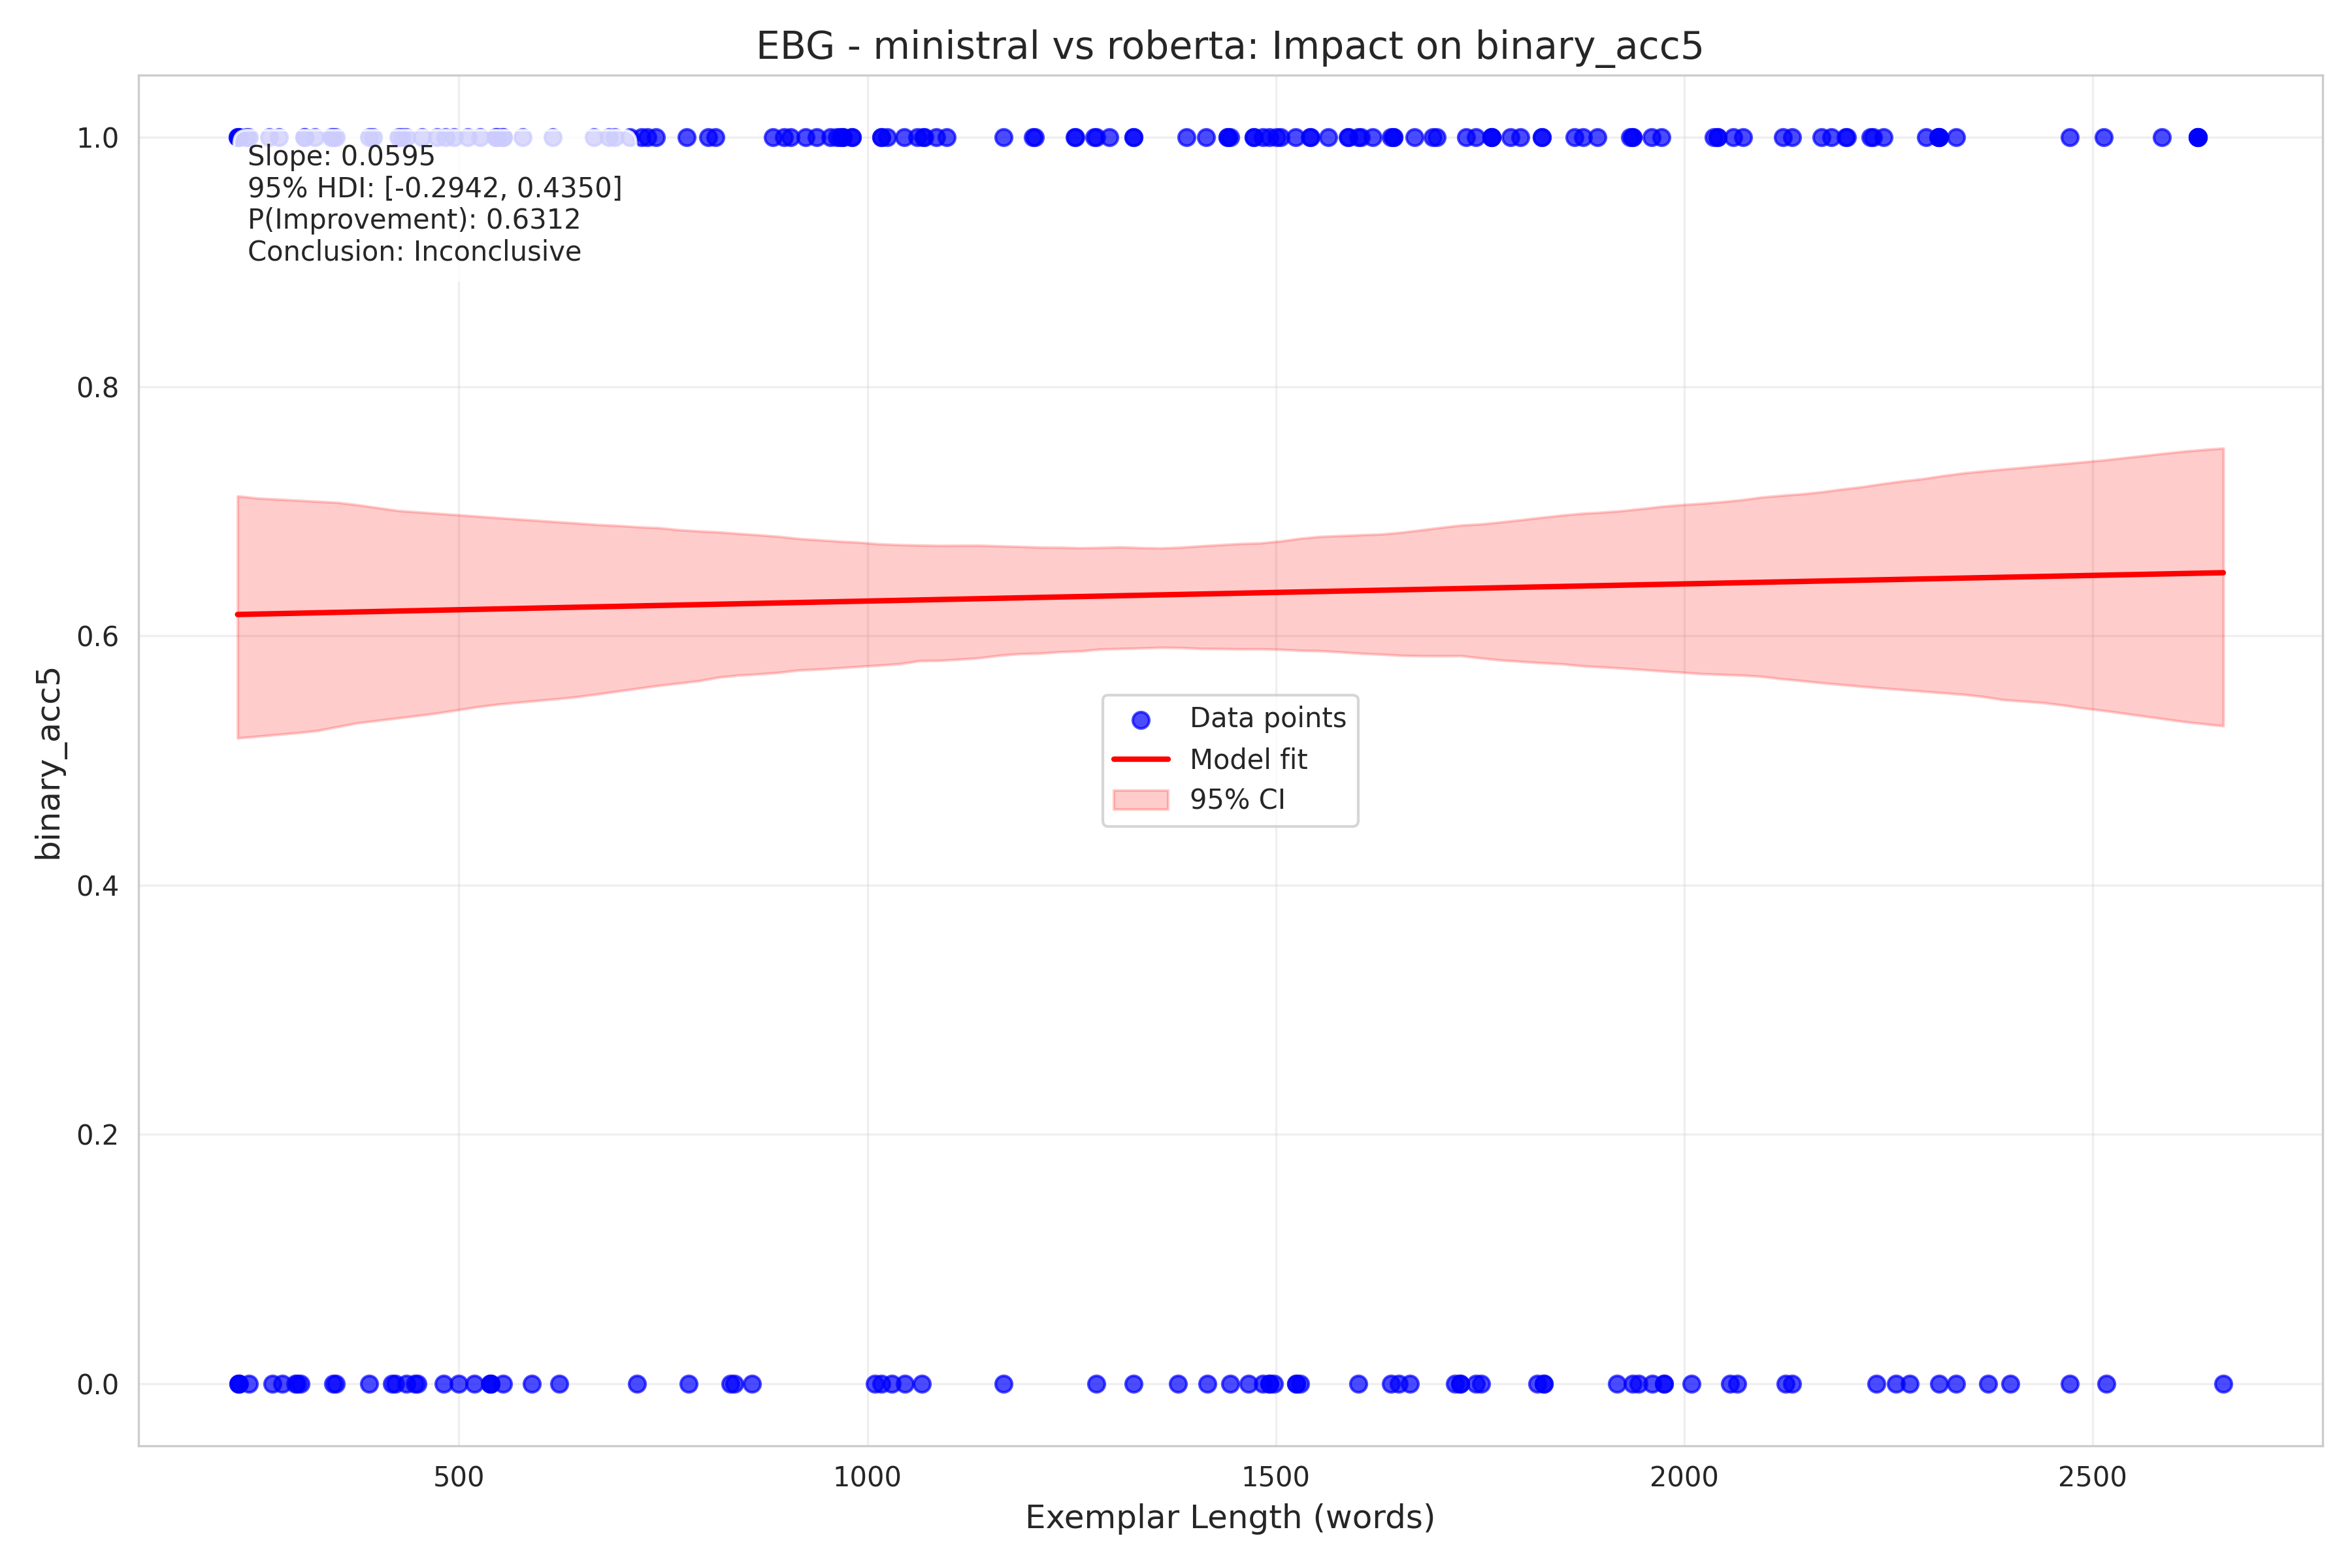 EBG - ministral vs roberta: Impact on binary_acc5
1.0
Slope: 0.0595
95% HDI: [-0.2942, 0.4350]
P(Improvement): 0.6312
Conclusion: Inconclusive
0.8
0.6
0.4
0.2
0.0
binary_acc5
Data points
Model fit
95% CI
500
1000
1500
2000
2500
Exemplar Length (words)